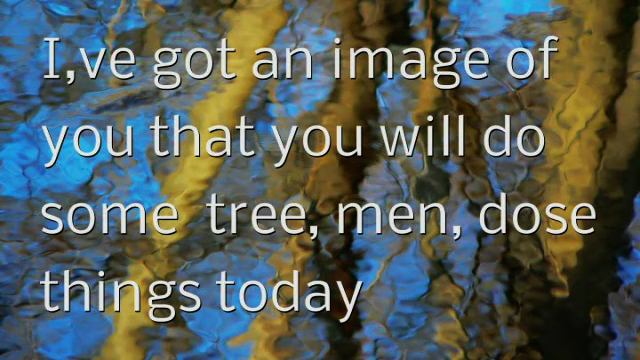 I,ve got an image of
you that you will do
some  tree, men, dose
things today